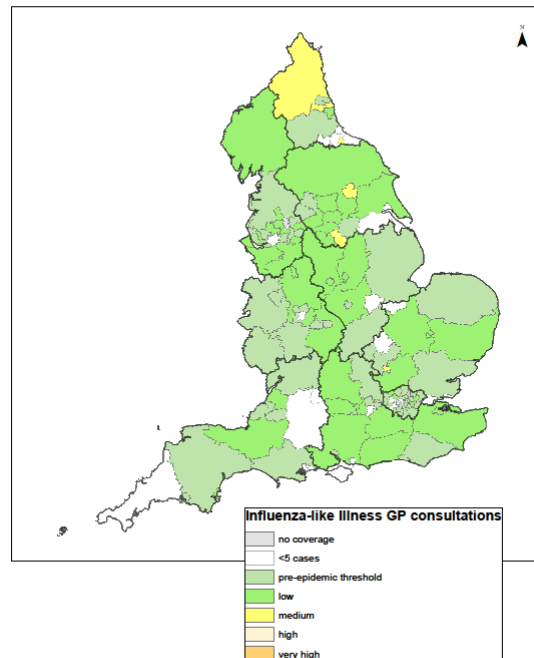 N
Influenza-like Illness GP consultations
no coverage
<5 cases
pre-epidemic threshold
low
medium
high
very high